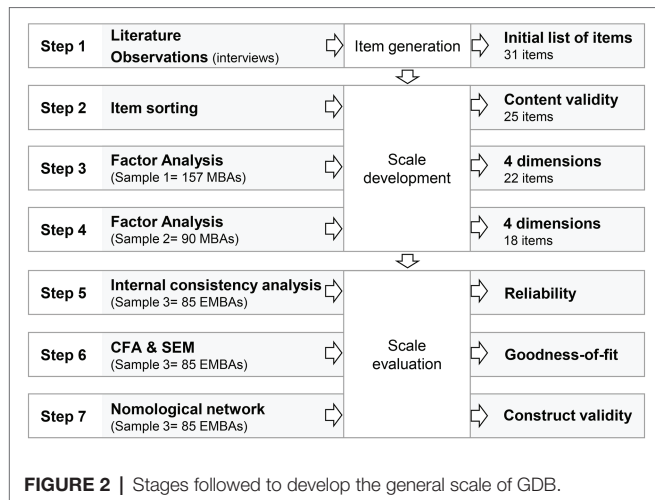 Step 1
Literature
Observations (interviews)
Item generation
Initial list of items
31 items
Step 2
Item sorting
Content validity
25 items
Step 3
Factor Analysis
(Sample 1= 157 MBAs)
Scale
development
4 dimensions
22 items
Step 4
Factor Analysis
(Sample 2= 90 MBAs)
4 dimensions
18 items
Step 5
Internal consistency analysis
(Sample 3= 85 EMBAs)
Reliability
Step 6
CFA & SEM
(Sample 3= 85 EMBAs)
Scale
evaluation
Goodness-of-fit
Step 7
Nomological network
(Sample 3= 85 EMBAs)
Construct validity
FIGURE 2 | Stages followed to develop the general scale of GDB.